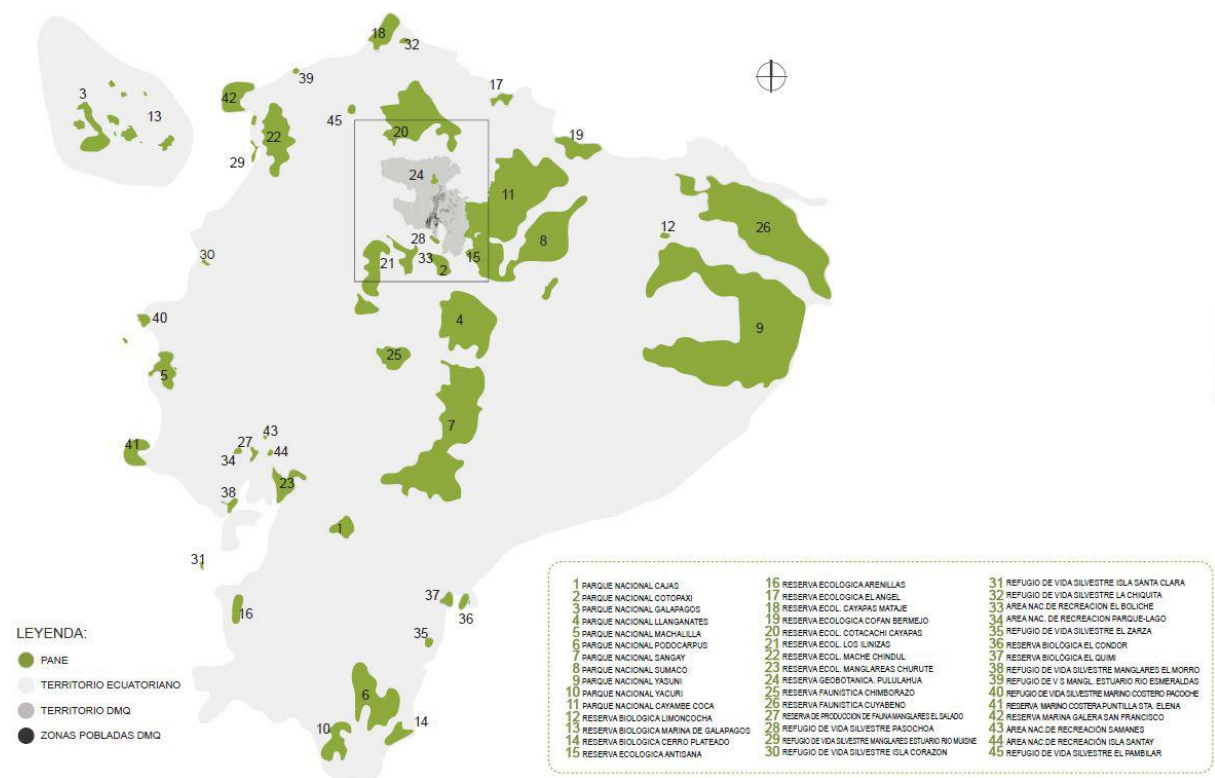 18
32
39
3
17
42
13
45
20
22
19
29
24
11
12
26
8
28
30
21
33
2
15
40
4
9
25
5
7
43
41
27
34
44
23
38
1
31
37
16
36
35
6
14
10
LEYENDA:
PANE
TERRITORIO ECUATORIANO
TERRITORIO DMQ
ZONAS POBLADAS DMQ
1 PARQUE NACIONAL CAJAS
2 PARQUE NACIONAL COTOPAXI
3 PARQUE NACIONAL GALAPAGOS
4 PARQUE NACIONAL LLANGANATES
5 PARQUE NACIONAL MACHALILLA
6 PARQUE NACIONAL PODOCARPUS
7 PARQUE NACIONAL SANGAY
8 PARQUE NACIONAL SUMACO
9 PARQUE NACIONAL YASUNI
10 PARQUE NACIONAL YACURI
11 PARQUE NACIONAL CAYAMBE COCA
12 RESERVA BIOLOGICA LIMONCOCHA
13 RESERVA BIOLOGICA MARINA DE GALAPAGOS
14 RESERVA BIOLOGICA CERRO PLATEADO
15 RESERVA ECOLOGICA ANTISANA
16 RESERVA ECOLOGICA ARENILLAS
17 RESERVA ECOLOGICA EL ANGEL
18 RESERVA ECOL. CAYAPAS MATAJE
19 RESERVA ECOLOGICA COFAN BERMEJO
20 RESERVA ECOL. COTACACHI CAYAPAS
21 RESERVA ECOL. LOS ILINIZAS
22 RESERVA ECOL. MACHE CHINDUL
23 RESERVA ECOL. MANGLAREAS CHURUTE
24 RESERVA GEOBOTANICA. PULULAHUA
25 RESERVA FAUNISTICA CHIMBORAZO
26 RESERVA FAUNISTICA CUYABENO
27 RESERVA DE PRODUCCION DE FAUNA MANGLARES EL SALADO
28 REFUGIO DE VIDA SILVESTRE PASOCHOA
29 REFUGIO DE VIDA SILVESTRE MANGLARES ESTUARIO RIO MUISNE
30 REFUGIO DE VIDA SILVESTRE ISLA CORAZON
31 REFUGIO DE VIDA SILVESTRE ISLA SANTA CLARA
32 REFUGIO DE VIDA SILVESTRE LA CHIQUITA
33 AREA NAC.DE RECREACION EL BOLICHE
34 AREA NAC. DE RECREACION PARQUE-LAGO
35 REFUGIO DE VIDA SILVESTRE EL ZARZA
36 RESERVA BIOLÓGICA EL CONDOR
37 RESERVA BIOLÓGICA EL QUIMI
38 REFUGIO DE VIDA SILVESTRE MANGLARES EL MORRO
39 REFUGIO DE V S MANGL. ESTUARIO RIO ESMERALDAS
40 REFUGIO DE VIDA SILVESTRE MARINO COSTERO PACOCHE
41 RESERVA MARINO COSTERA PUNTILLA STA. ELENA
42 RESERVA MARINA GALERA SAN FRANCISCO
43 ÁREA NAC.DE RECREACIÓN SAMANES
44 ÁREA NAC.DE RECREACIÓN ISLA SANTAY
45 REFUGIO DE VIDA SILVESTRE EL PAMBILAR